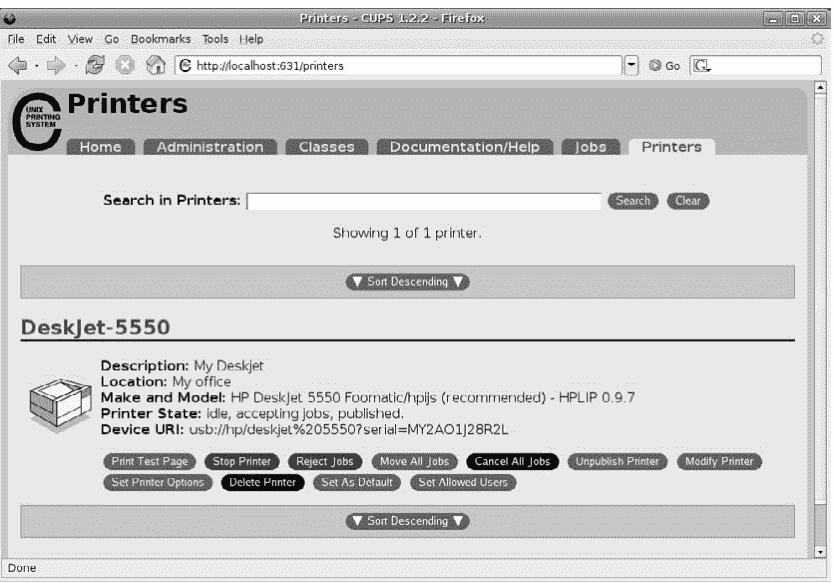 Printers - CUPS 1.2.2 - Firefox
File Edit View Go Bookmarks Tools Help
http://localhost:631/printers Go
UNIX
PRINTING
SYSTEM
Printers
Home Administration Classes Documentation/Help Jobs Printers
Search in Printers: Search Clear
Showing 1 of 1 printer.
▼ Sort Descending ▼
DeskJet-5550
Description: My Deskjet
Location: My office
Make and Model: HP DeskJet 5550 Foomatic/hpijs (recommended) - HPLIP 0.9.7
Printer State: idle, accepting jobs, published.
Device URI: usb://hp/deskjet%205550?serial=MY2AO1J28R2L
Print Test Page Stop Printer Reject Jobs Move All Jobs Cancel All Jobs Unpublish Printer Modify Printer
Set Printer Options Delete Printer Set As Default Set Allowed Users
▼ Sort Descending ▼
Done